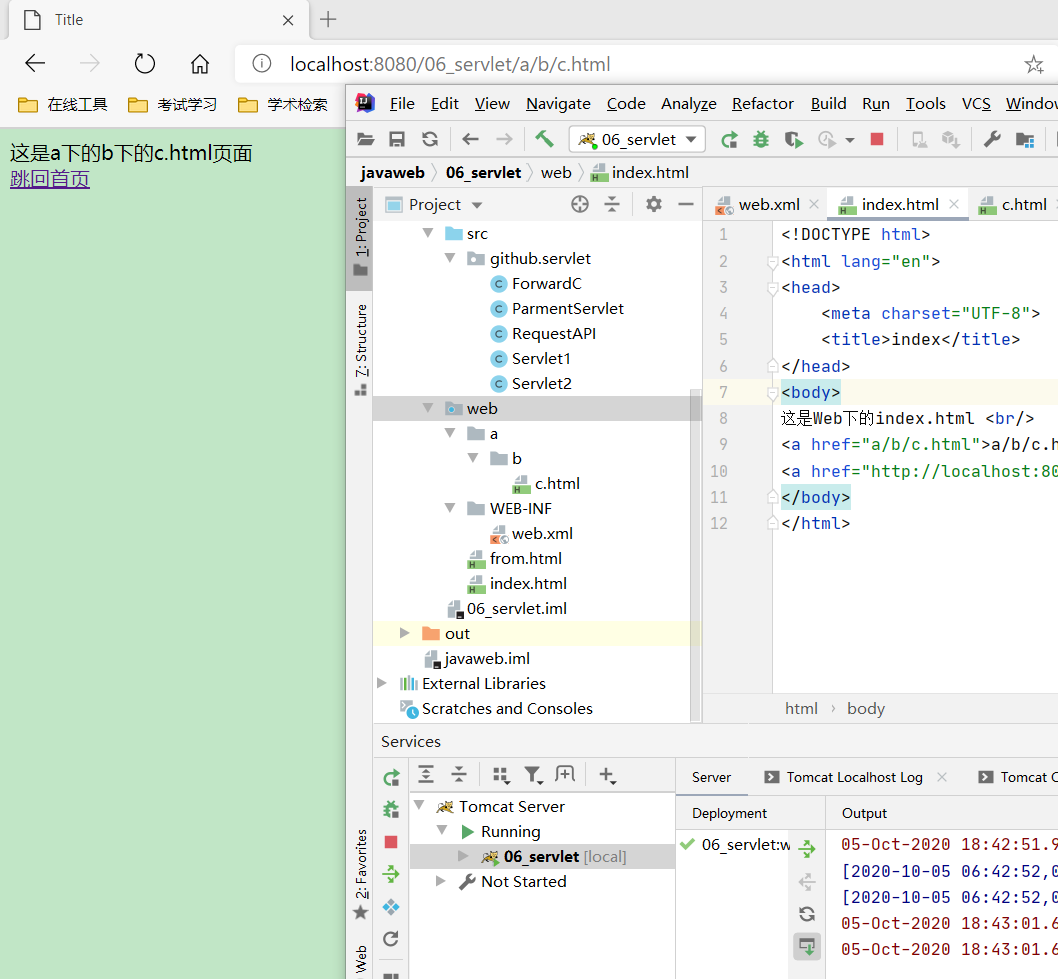 Title
localhost:8080/06_servlet/a/b/c.html
在线工具 考试学习 学术检索
这是a下的b下的c.html页面
跳回首页
File Edit View Navigate Code Analyze Refactor Build Run Tools VCS Window
06_servlet
javaweb 06_servlet web index.html
1: Project
Z: Structure
2: Favorites
Web
Project
src
github.servlet
ForwardC
ParmentServlet
RequestAPI
Servlet1
Servlet2
web
a
b
c.html
WEB-INF
web.xml
from.html
index.html
06_servlet.iml
out
javaweb.iml
External Libraries
Scratches and Consoles
web.xml index.html c.html
1 <!DOCTYPE html>
2 <html lang="en">
3 <head>
4 <meta charset="UTF-8">
5 <title>index</title>
6 </head>
7 <body>
8 这是Web下的index.html <br/>
9 <a href="a/b/c.html">a/b/c.h
10 <a href="http://localhost:80
11 </body>
12 </html>
html body
Services
Tomcat Server
Running
06_servlet [local]
Not Started
Server Tomcat Localhost Log Tomcat C
Deployment Output
06_servlet:w
05-Oct-2020 18:42:51.9
[2020-10-05 06:42:52,0
[2020-10-05 06:42:52,0
05-Oct-2020 18:43:01.6
05-Oct-2020 18:43:01.6